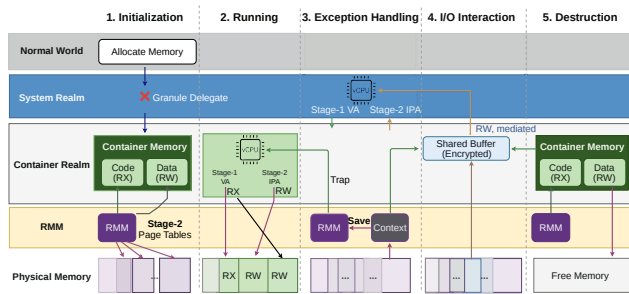 1. Initialization
2. Running
3. Exception Handling
4. I/O Interaction
5. Destruction
Normal World
Allocate Memory
System Realm
Granule Delegate
vCPU
Stage-1 VA
Stage-2 IPA
RW, mediated
Container Realm
Container Memory
Code
(RX)
Data
(RW)
vCPU
Stage-1
VA
Stage-2
IPA
RX
RW
Trap
Shared Buffer
(Encrypted)
Container Memory
Code
(RX)
Data
(RW)
RMM
RMM
Stage-2
Page Tables
RMM
Save
Context
RMM
Physical Memory
...
RX
RW
RW
...
...
...
...
Free Memory